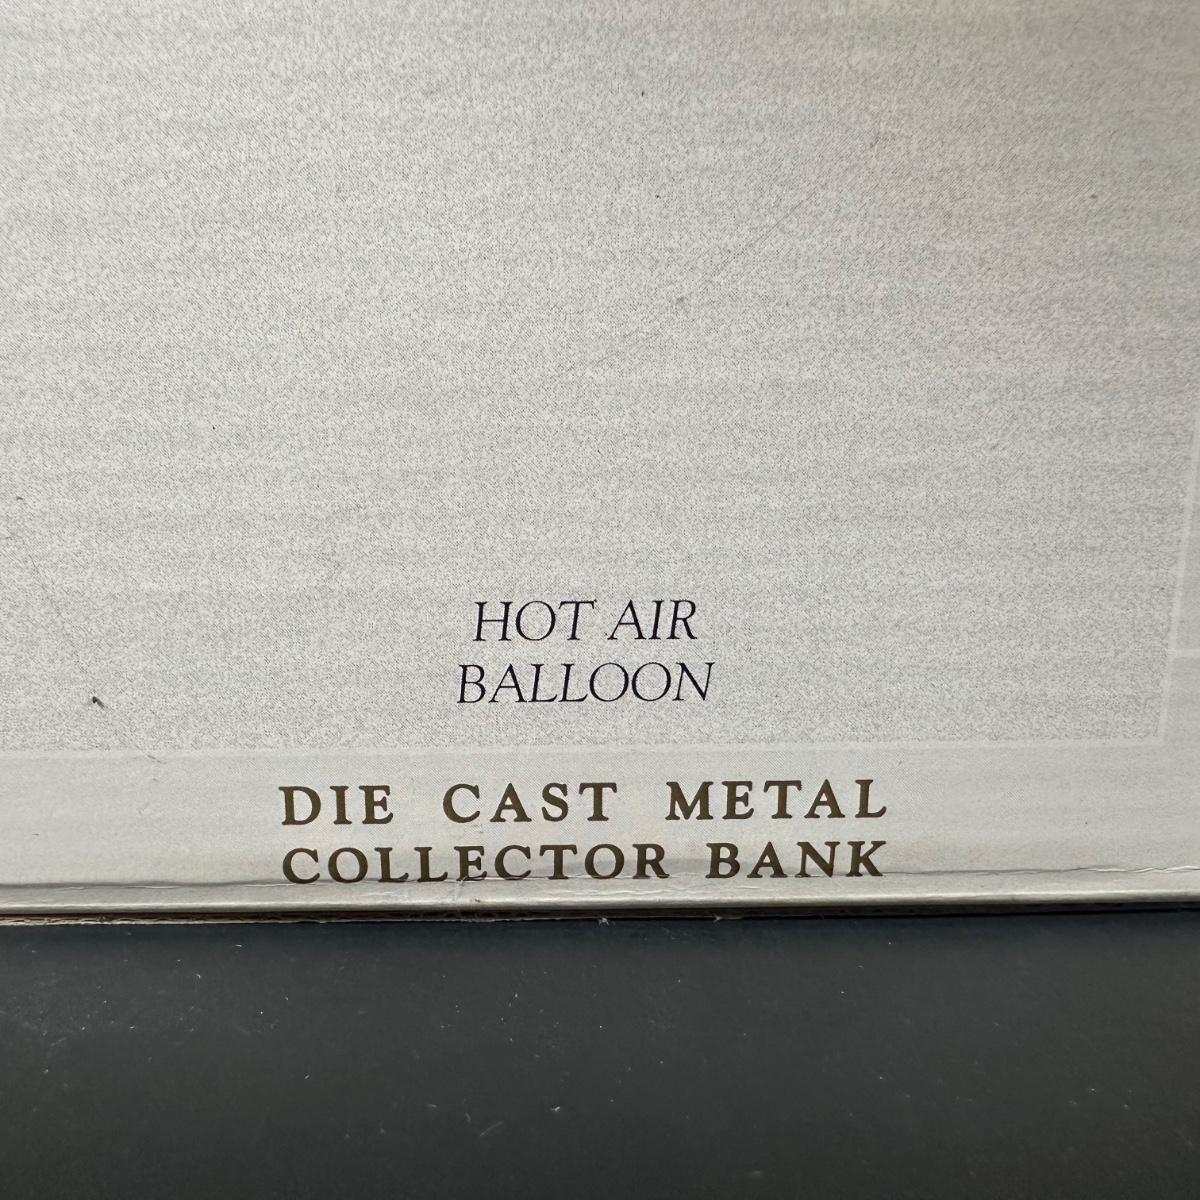 HOT AIR
BALLOON
DIE CAST METAL
COLLECTOR BANK